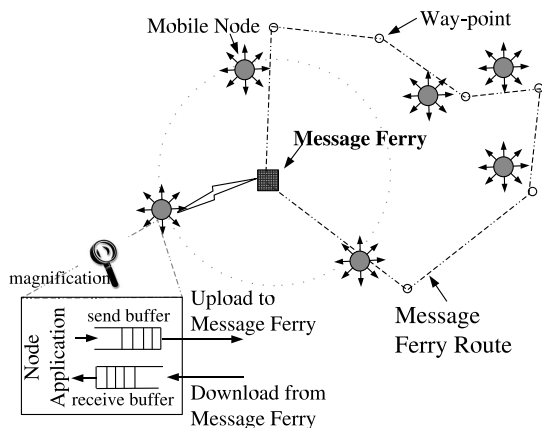 Mobile Node
Way-point
Message Ferry
magnification
send buffer
Upload to
Message Ferry
Node
Application
receive buffer
Download from
Message Ferry
Message
Ferry Route